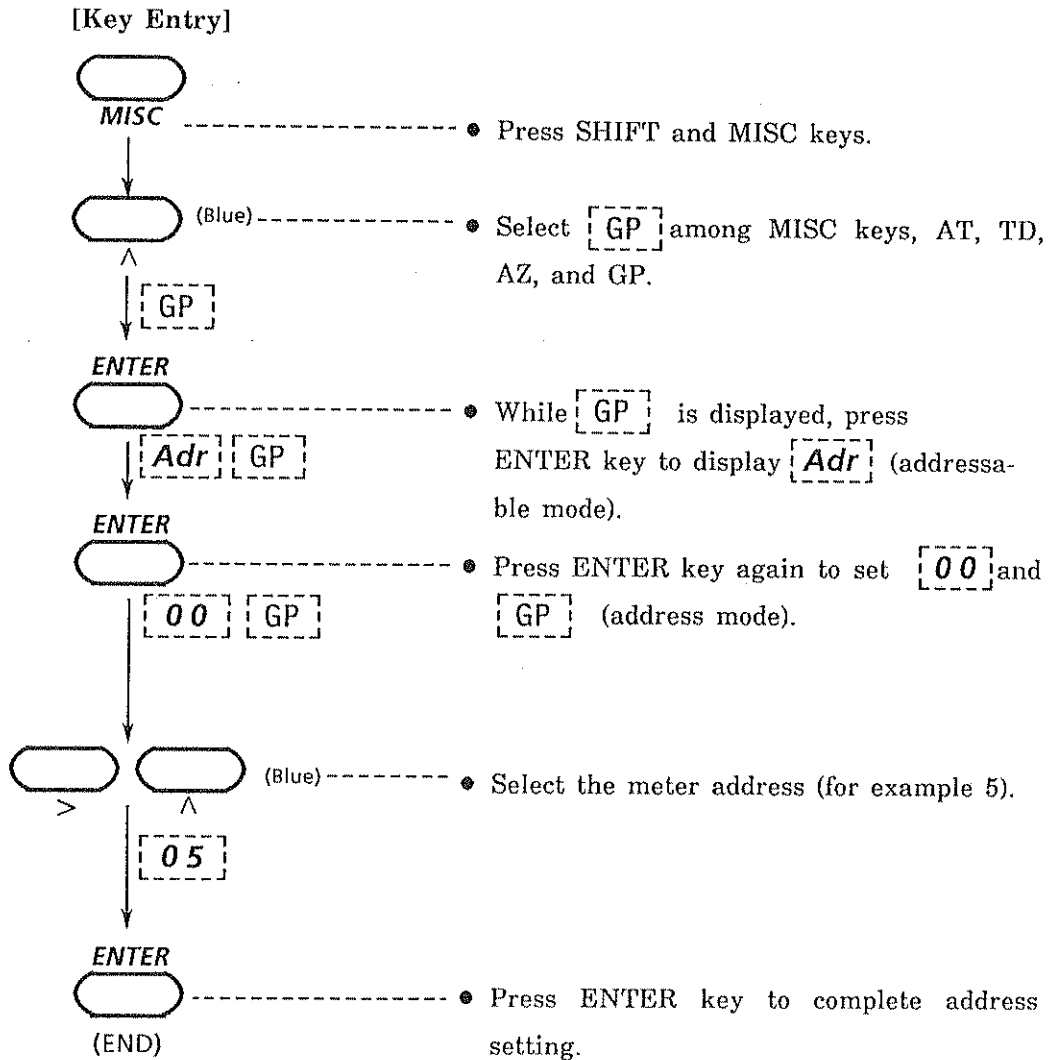 [Key Entry]
MISC
• Press SHIFT and MISC keys.
(Blue)
• Select GP among MISC keys, AT, TD,
AZ, and GP.
∧
GP
ENTER
• While GP is displayed, press
ENTER key to display Adr (addressa-
ble mode).
Adr GP
ENTER
• Press ENTER key again to set 00 and
GP (address mode).
00 GP
(Blue)
• Select the meter address (for example 5).
> ∧
05
ENTER
• Press ENTER key to complete address
setting.
(END)